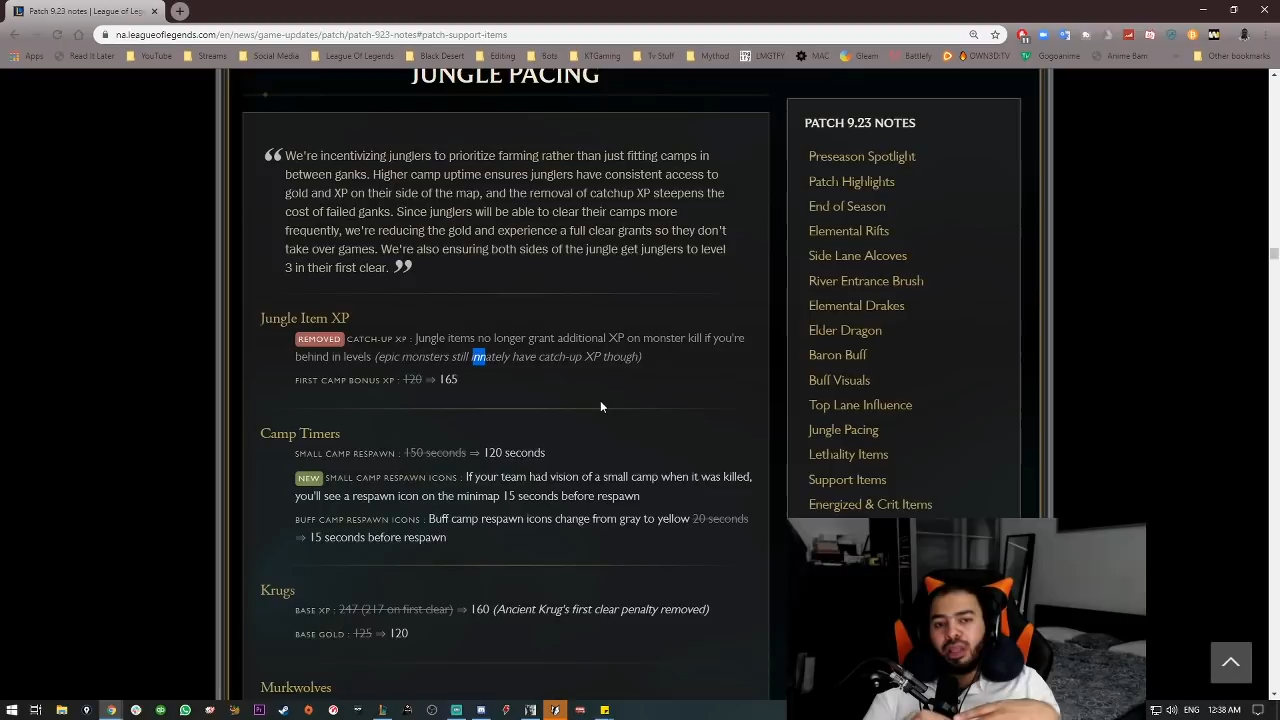 Patch 9.23 notes | League of L
na.leagueoflegends.com/en/news/game-updates/patch/patch-923-notes#patch-support-items
Apps Read It Later YouTube Streams Social Media League Of Legends Black Desert Editing Bots KTGaming Tv Stuff Mythod LMGTFY MAC Gleam Battlefy OWN3D:TV Gogoanime Anime Bam Other bookmarks
JUNGLE PACING
“ We're incentivizing junglers to prioritize farming rather than just fitting camps in
between ganks. Higher camp uptime ensures junglers have consistent access to
gold and XP on their side of the map, and the removal of catchup XP steepens the
cost of failed ganks. Since junglers will be able to clear their camps more
frequently, we're reducing the gold and experience a full clear grants so they don't
take over games. We're also ensuring both sides of the jungle get junglers to level
3 in their first clear. ”
Jungle Item XP
REMOVED CATCH-UP XP : Jungle items no longer grant additional XP on monster kill if you're
behind in levels (epic monsters still innately have catch-up XP though)
FIRST CAMP BONUS XP : 120 ⇒ 165
Camp Timers
SMALL CAMP RESPAWN : 150 seconds ⇒ 120 seconds
NEW SMALL CAMP RESPAWN ICONS : If your team had vision of a small camp when it was killed,
you'll see a respawn icon on the minimap 15 seconds before respawn
BUFF CAMP RESPAWN ICONS : Buff camp respawn icons change from gray to yellow 20 seconds
⇒ 15 seconds before respawn
Krugs
BASE XP : 247 (217 on first clear) ⇒ 160 (Ancient Krug's first clear penalty removed)
BASE GOLD : 125 ⇒ 120
Murkwolves
PATCH 9.23 NOTES
Preseason Spotlight
Patch Highlights
End of Season
Elemental Rifts
Side Lane Alcoves
River Entrance Brush
Elemental Drakes
Elder Dragon
Baron Buff
Buff Visuals
Top Lane Influence
Jungle Pacing
Lethality Items
Support Items
Energized & Crit Items
ENG 12:38 AM